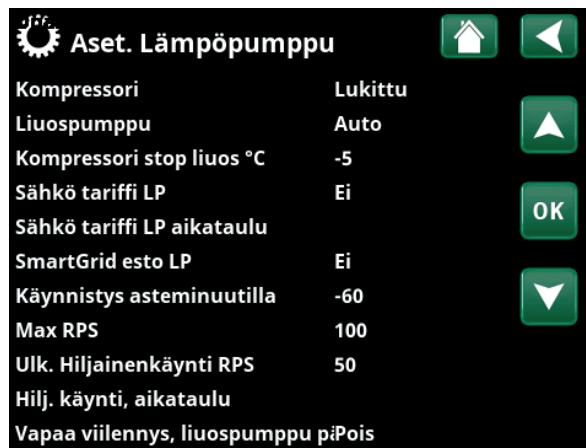 Aset. Lämpöpumppu
Kompressori Lukittu
Liuospumppu Auto
Kompressori stop liuos °C -5
Sähkö tariffi LP Ei
Sähkö tariffi LP aikataulu
SmartGrid esto LP Ei
Käynnistys asteminuutilla -60
Max RPS 100
Ulk. Hiljainenkäynti RPS 50
Hilj. käynti, aikataulu
Vapaa viilennys, liuospumppu pä Pois
OK